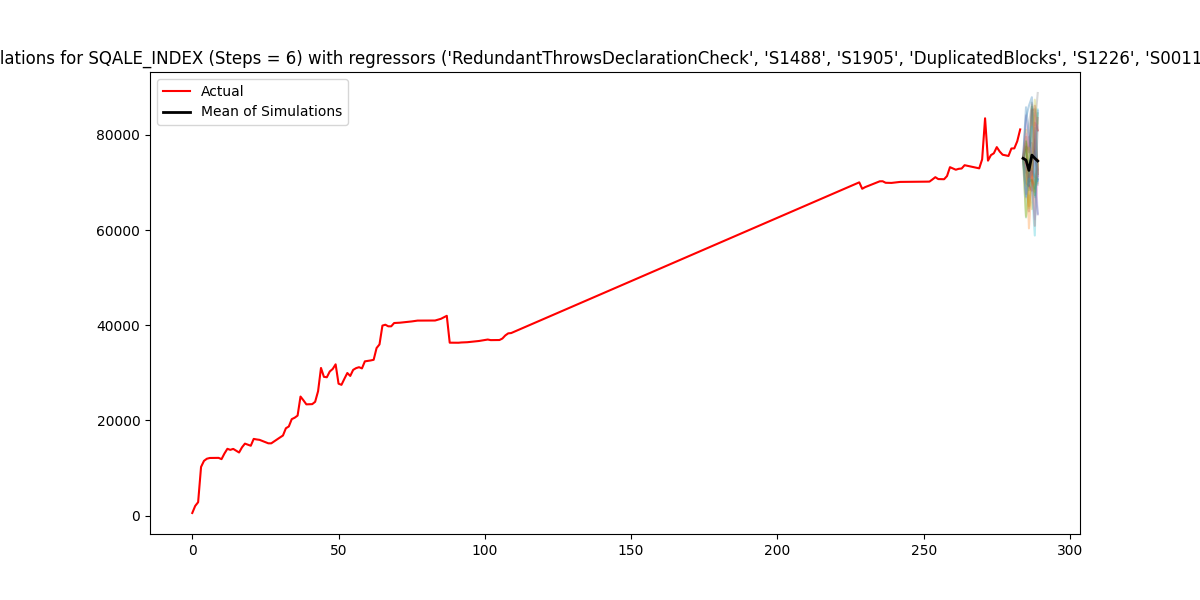 lations for SQALE_INDEX (Steps = 6) with regressors ('RedundantThrowsDeclarationCheck', 'S1488', 'S1905', 'DuplicatedBlocks', 'S1226', 'S0011
Actual
Mean of Simulations
80000
60000
40000
20000
0
0 50 100 150 200 250 300